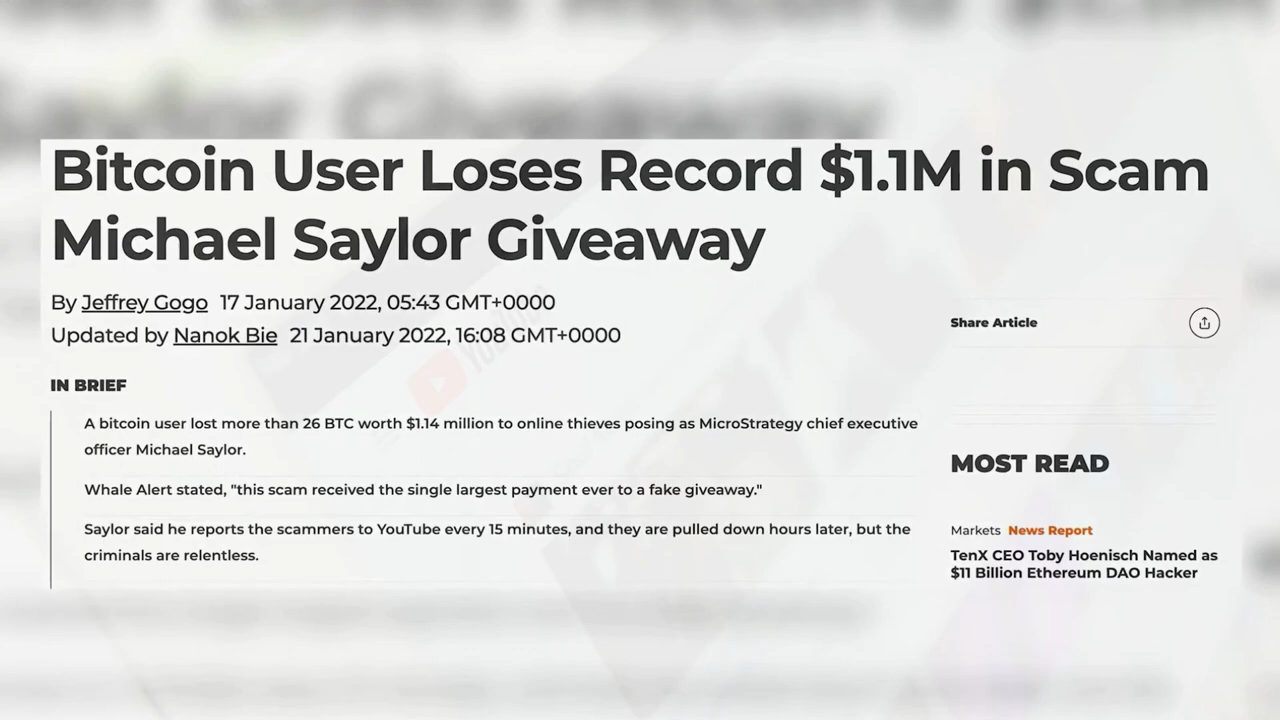 Bitcoin User Loses Record $1.1M in Scam
Michael Saylor Giveaway
By Jeffrey Gogo 17 January 2022, 05:43 GMT+0000
Updated by Nanok Bie 21 January 2022, 16:08 GMT+0000
Share Article
IN BRIEF
A bitcoin user lost more than 26 BTC worth $1.14 million to online thieves posing as MicroStrategy chief executive
officer Michael Saylor.
Whale Alert stated, "this scam received the single largest payment ever to a fake giveaway."
Saylor said he reports the scammers to YouTube every 15 minutes, and they are pulled down hours later, but the
criminals are relentless.
MOST READ
Markets News Report
TenX CEO Toby Hoenisch Named as
$11 Billion Ethereum DAO Hacker
YouTube